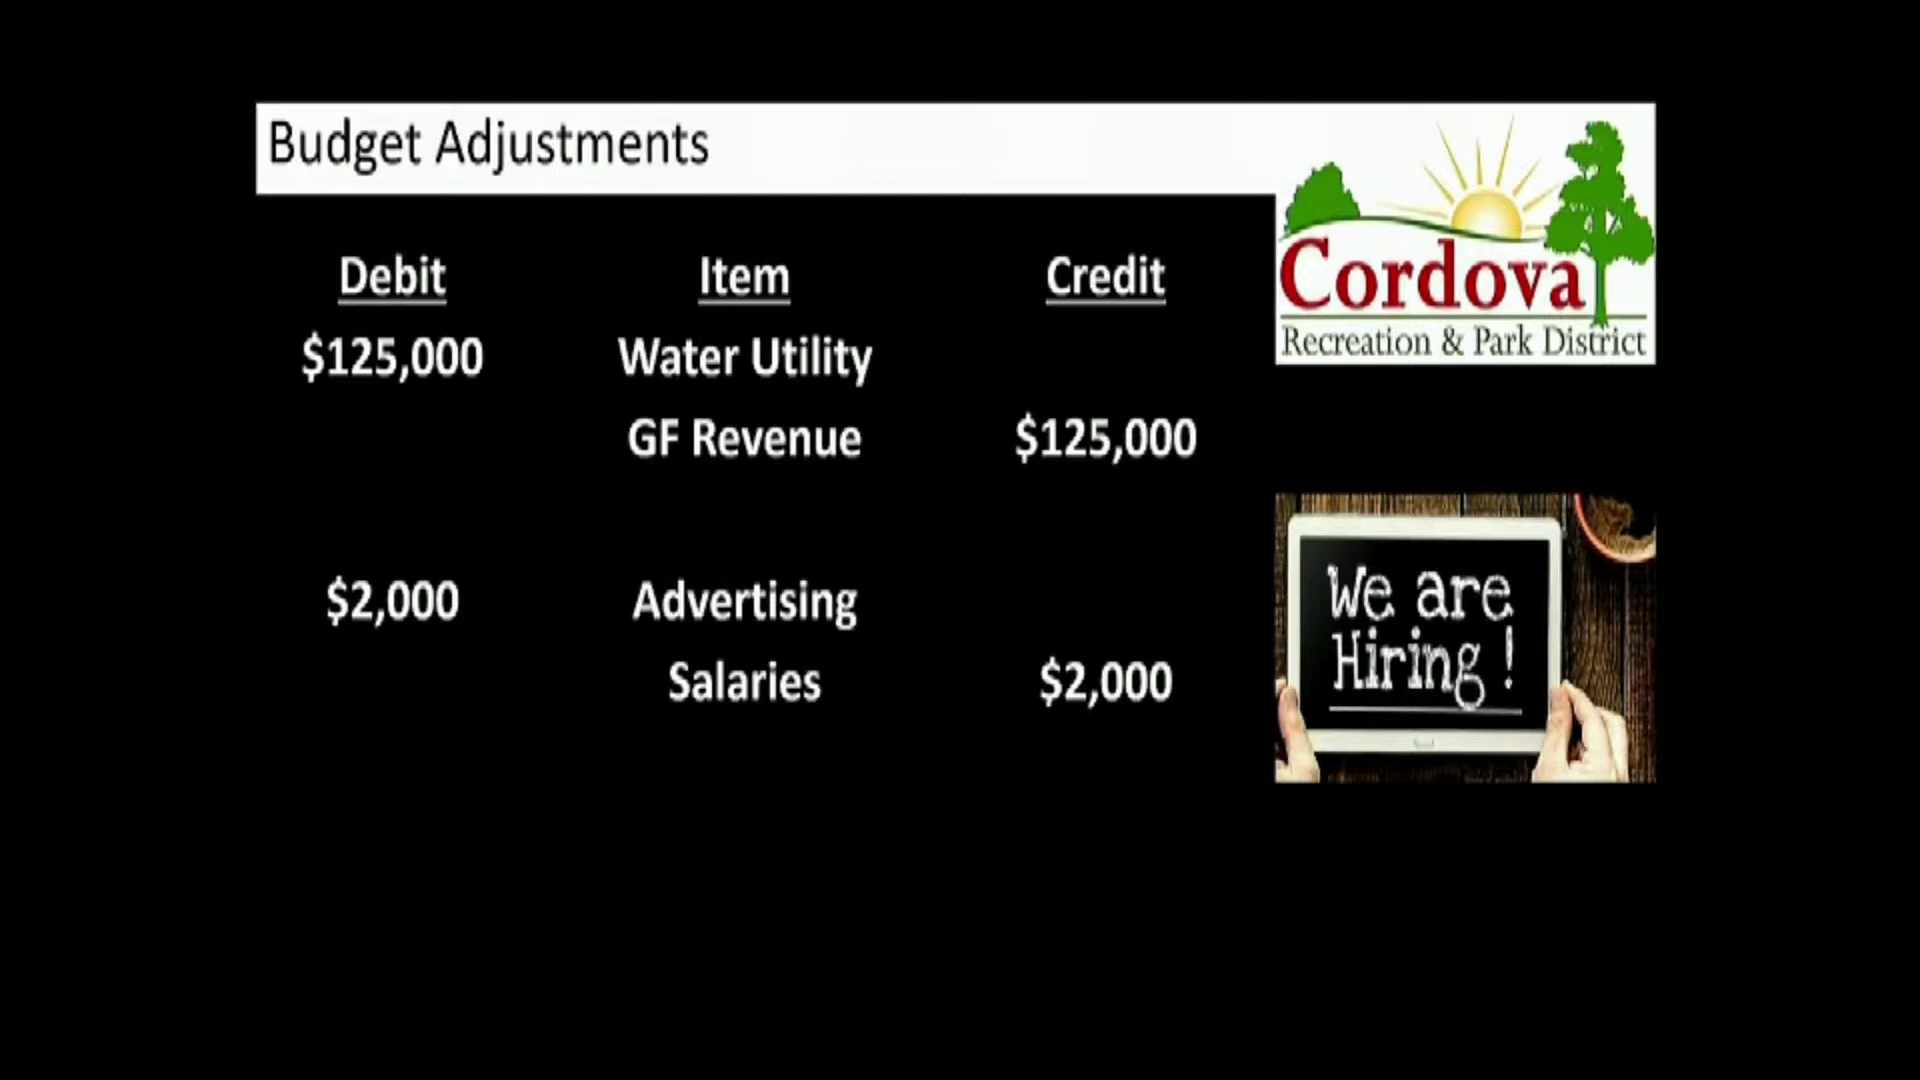 Budget Adjustments
Cordova
Recreation & Park District
Debit Item Credit
$125,000 Water Utility
GF Revenue $125,000
$2,000 Advertising
Salaries $2,000
We are
Hiring!